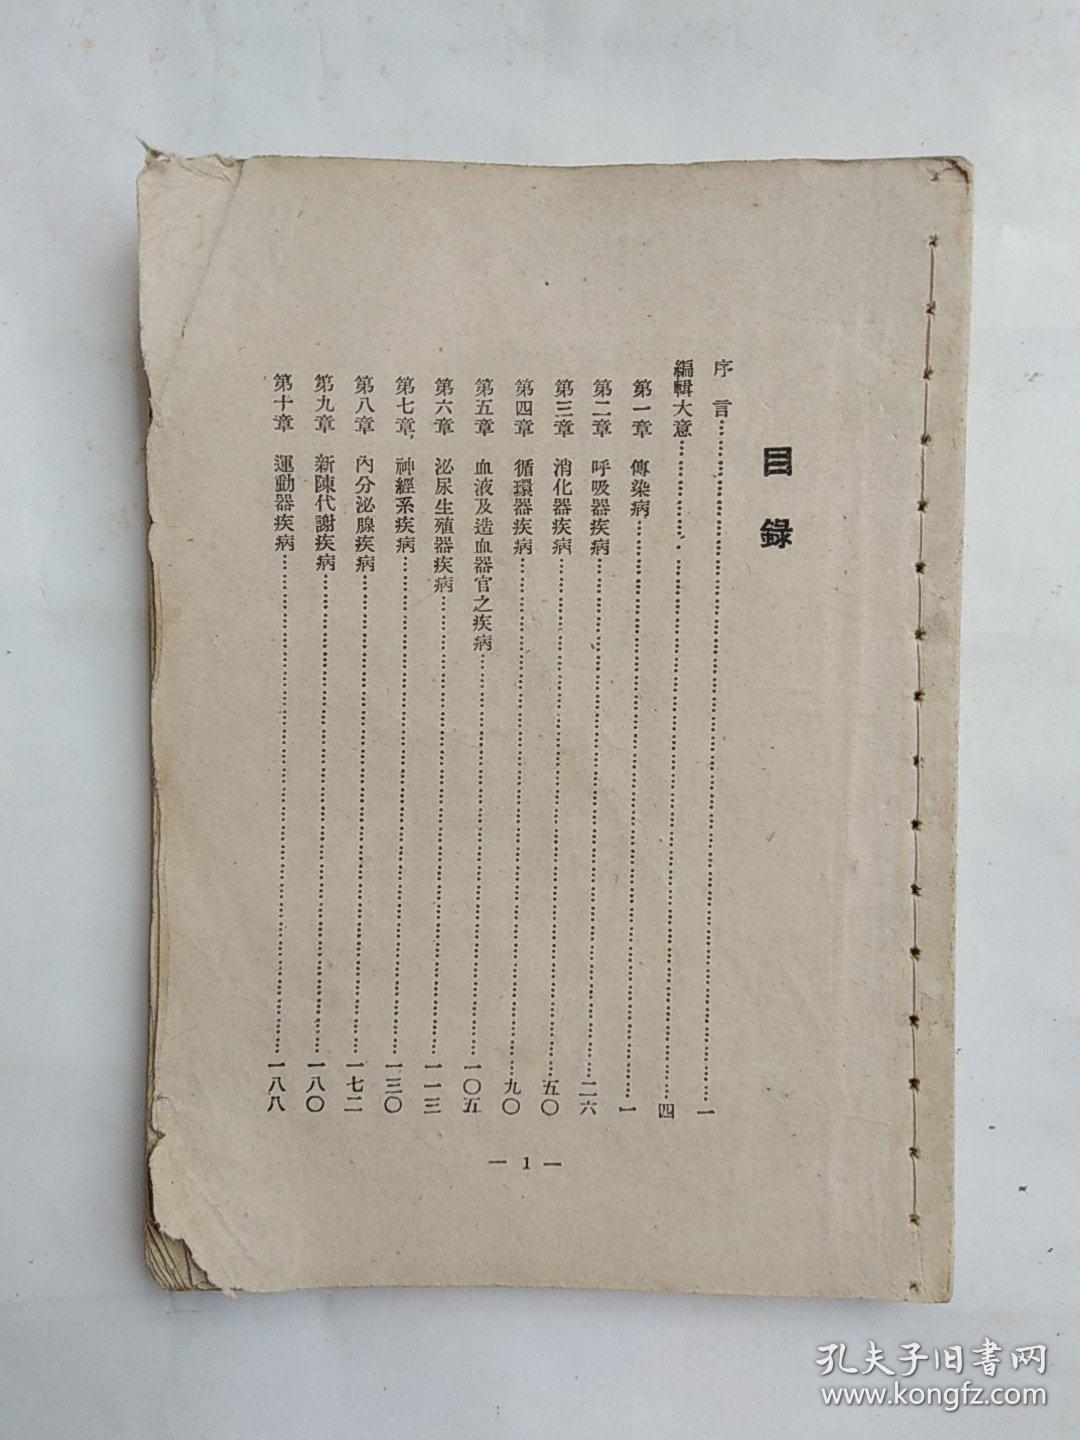 目錄
序言……一
編輯大意……四
第一章 傳染病……一
第二章 呼吸器疾病……二六
第三章 消化器疾病……五〇
第四章 循環器疾病……九〇
第五章 血液及造血器官之疾病……一〇五
第六章 泌尿生殖器疾病……一一三
第七章 神經系疾病……一三〇
第八章 內分泌腺疾病……一七二
第九章 新陳代謝疾病……一八〇
第十章 運動器疾病……一八八
— 1 —
孔夫子旧書网
www.kongfz.com